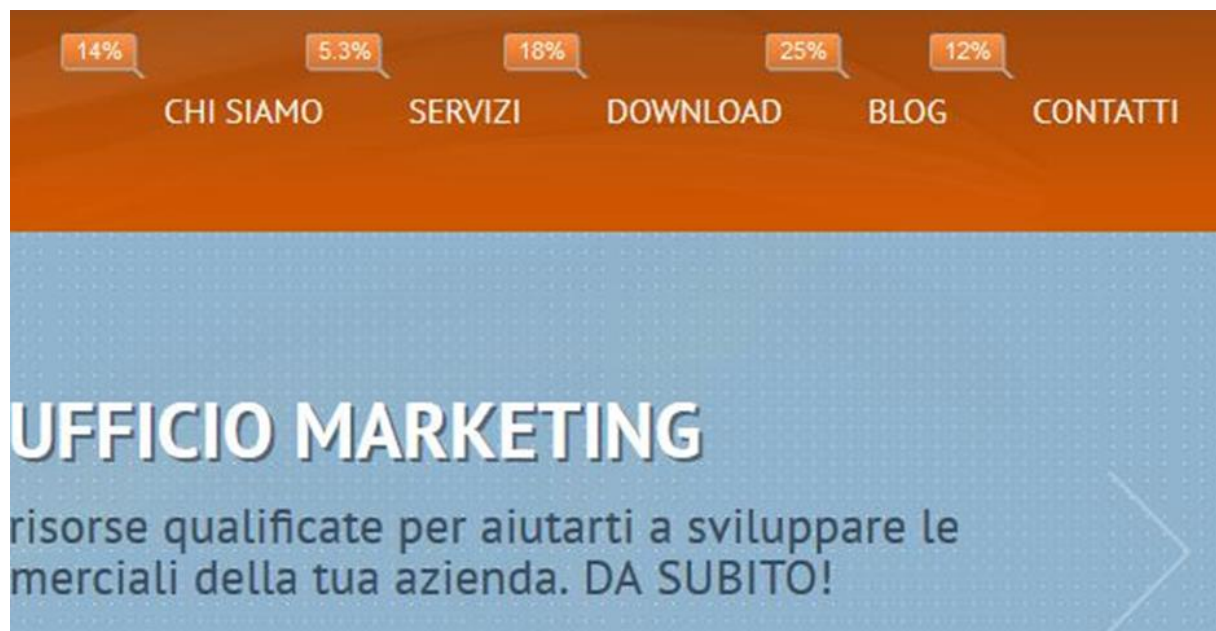 14% 5.3% 18% 25% 12%
CHI SIAMO SERVIZI DOWNLOAD BLOG CONTATTI
UFFICIO MARKETING
risorse qualificate per aiutarti a sviluppare le
merciali della tua azienda. DA SUBITO!